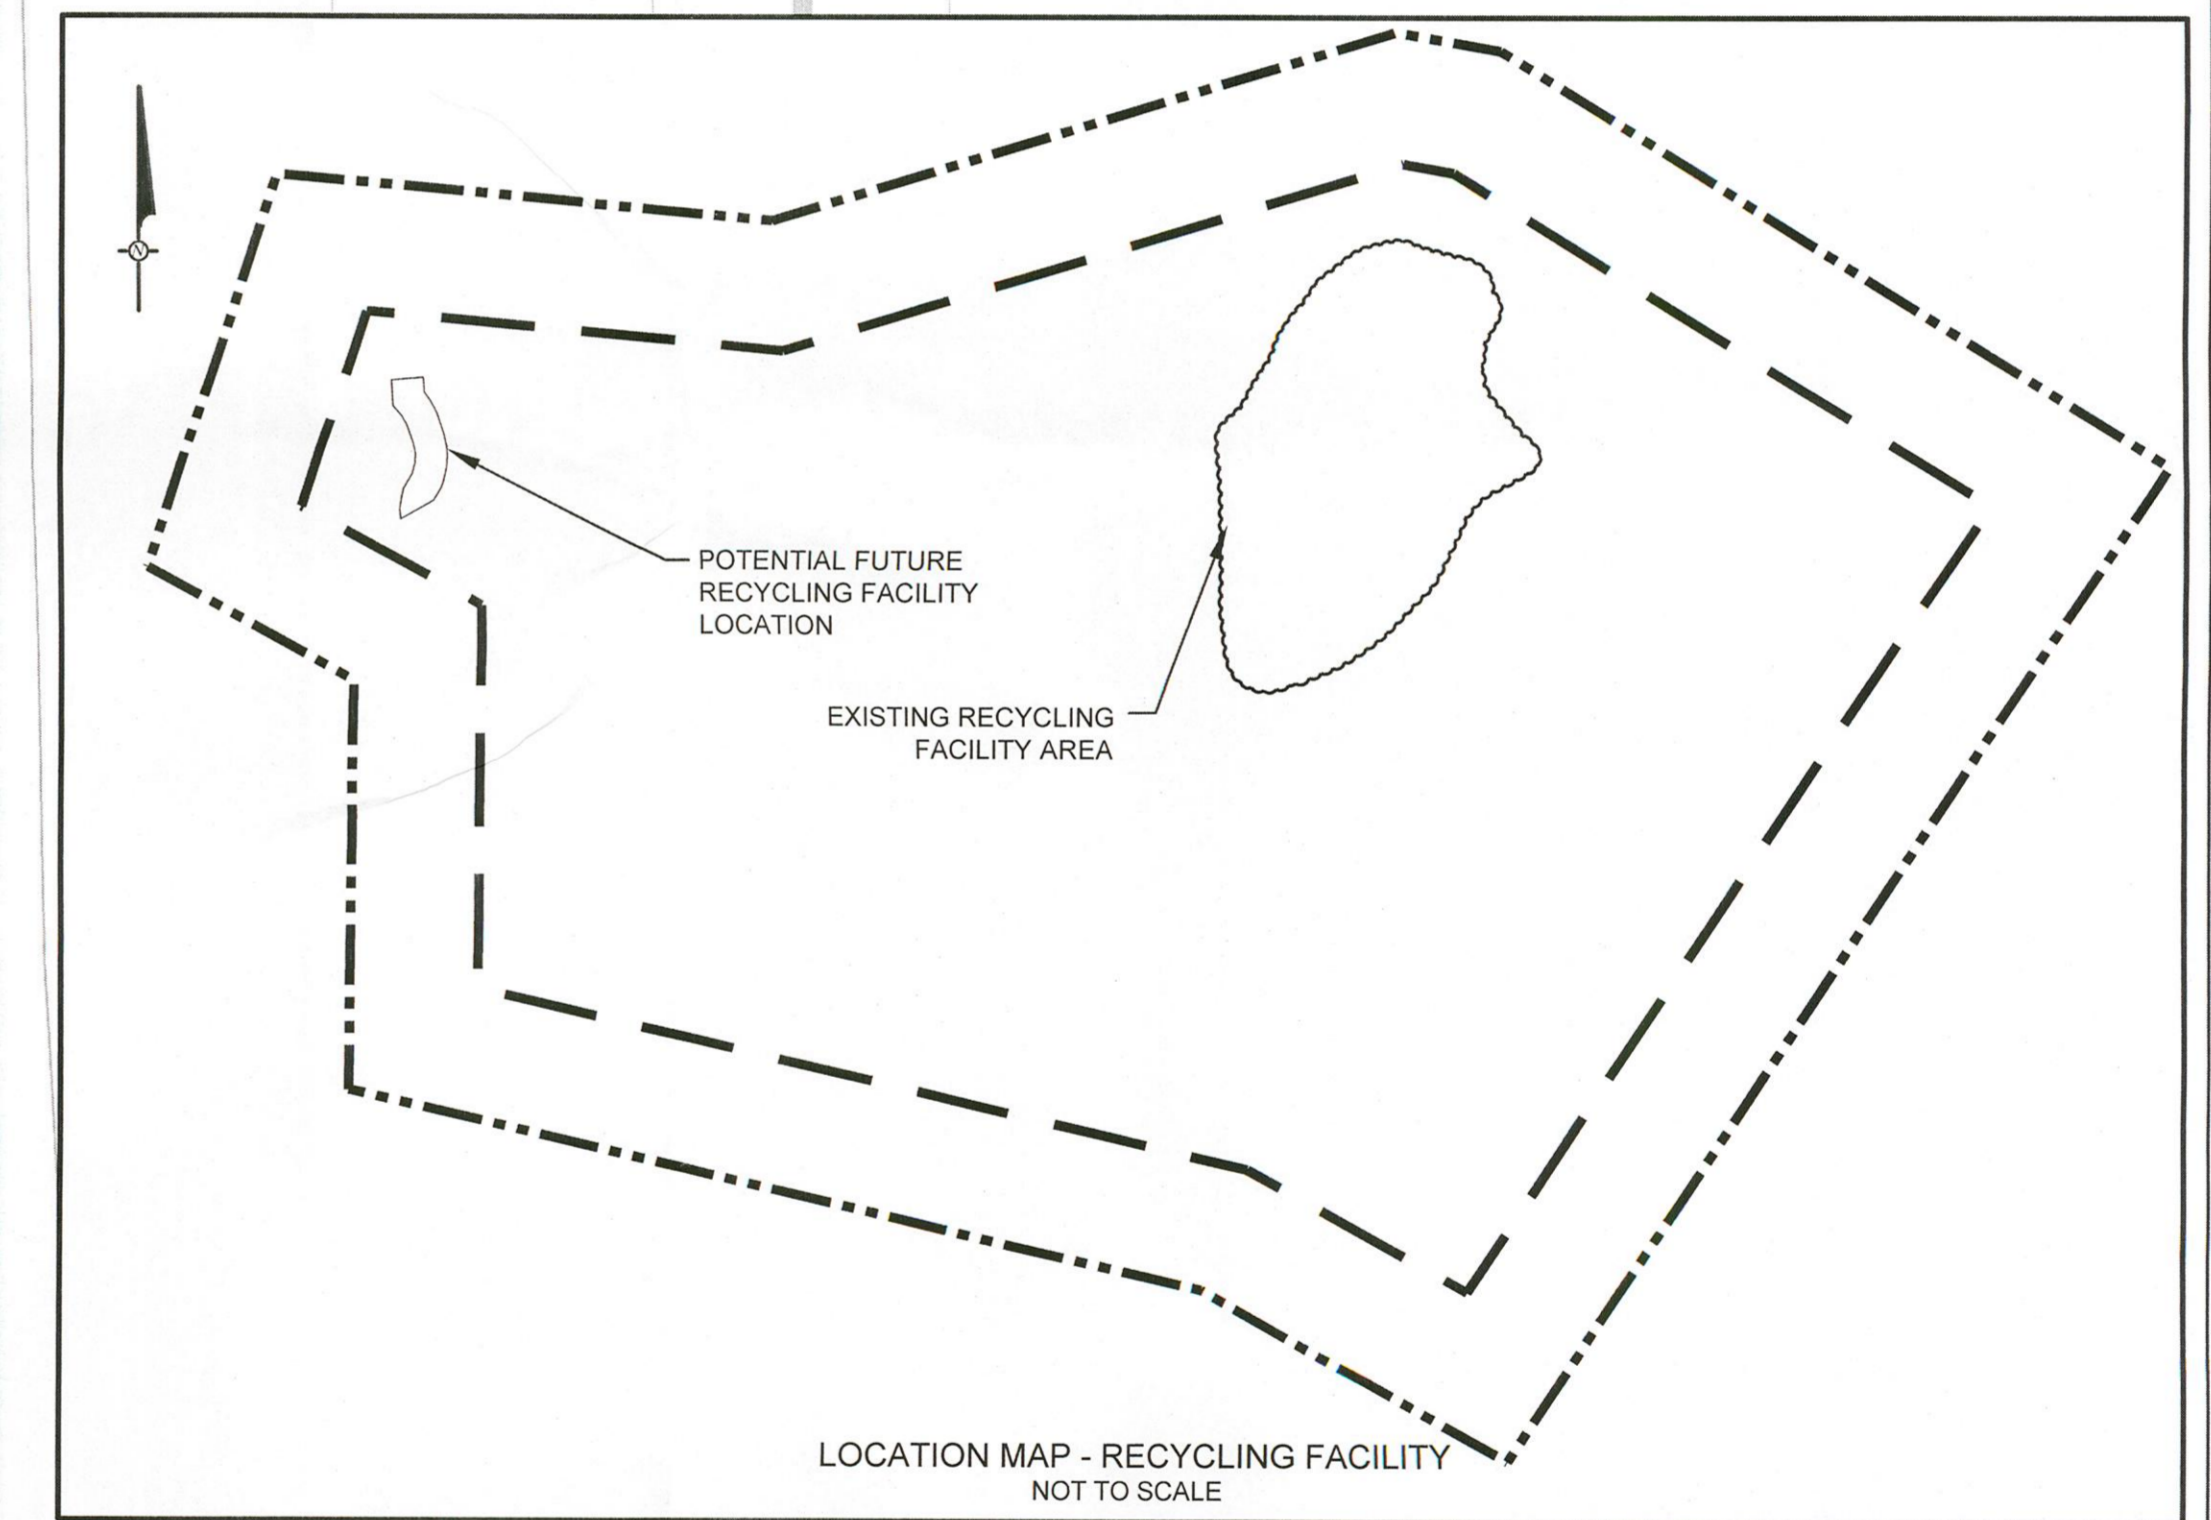 N
POTENTIAL FUTURE
RECYCLING FACILITY
LOCATION
EXISTING RECYCLING
FACILITY AREA
LOCATION MAP - RECYCLING FACILITY
NOT TO SCALE